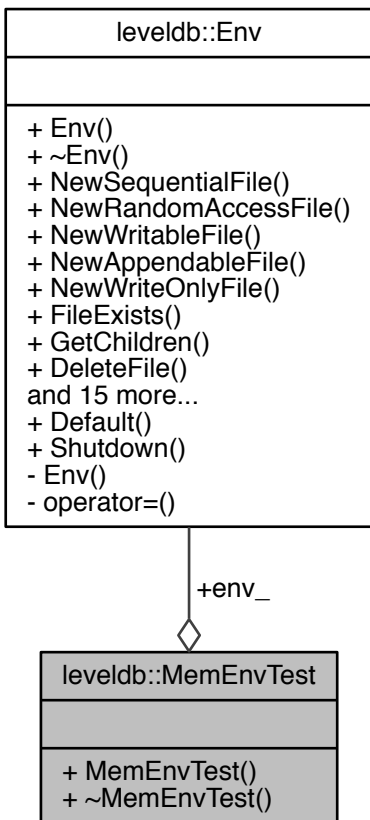 leveldb::Env
+ Env()
+ ~Env()
+ NewSequentialFile()
+ NewRandomAccessFile()
+ NewWritableFile()
+ NewAppendableFile()
+ NewWriteOnlyFile()
+ FileExists()
+ GetChildren()
+ DeleteFile()
and 15 more...
+ Default()
+ Shutdown()
- Env()
- operator=()
+env_
leveldb::MemEnvTest
+ MemEnvTest()
+ ~MemEnvTest()